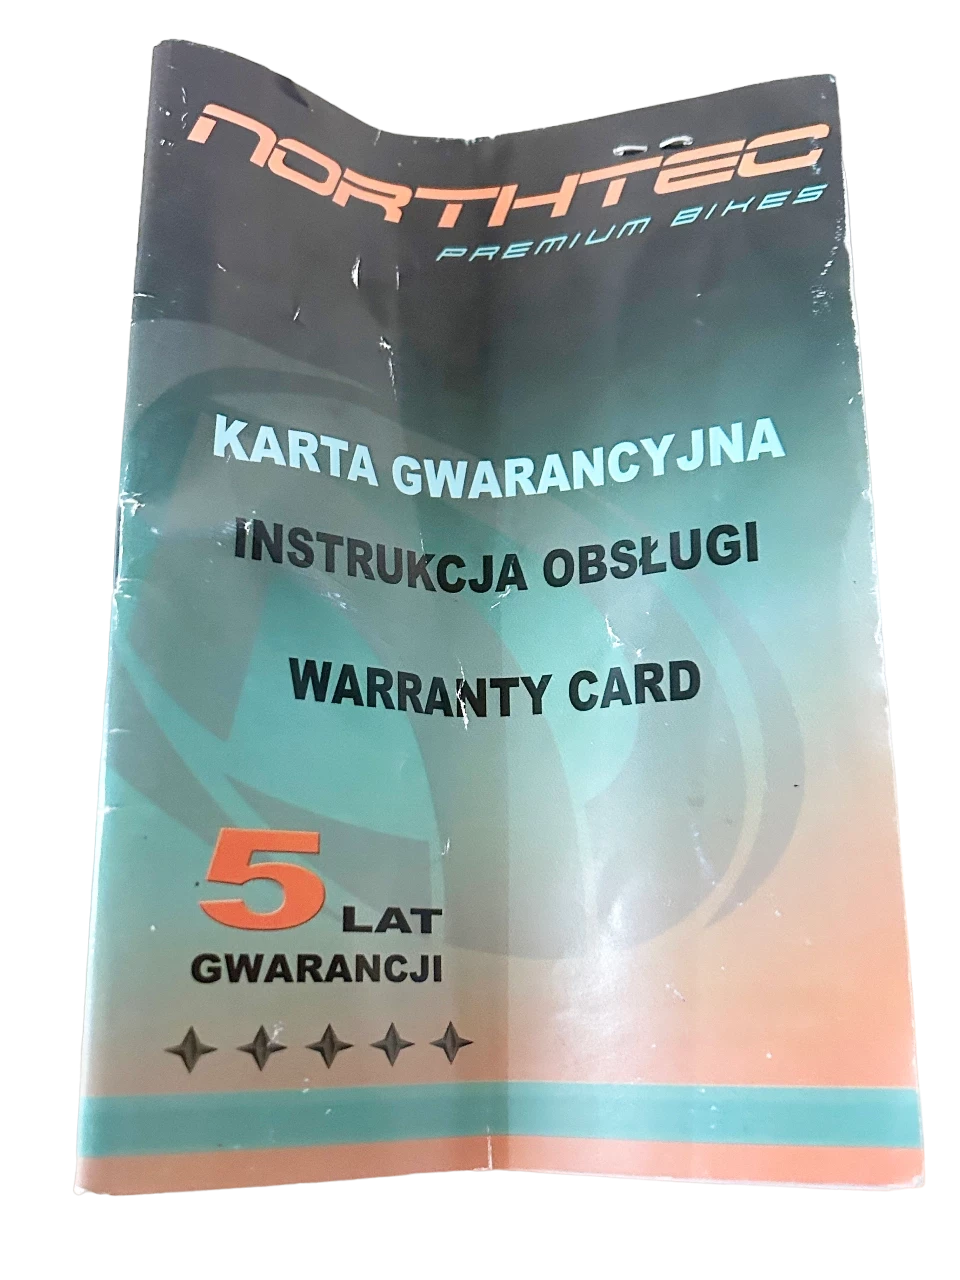 NORTHTEC
PREMIUM BIKES
KARTA GWARANCYJNA
INSTRUKCJA OBSŁUGI
WARRANTY CARD
5 LAT
GWARANCJI